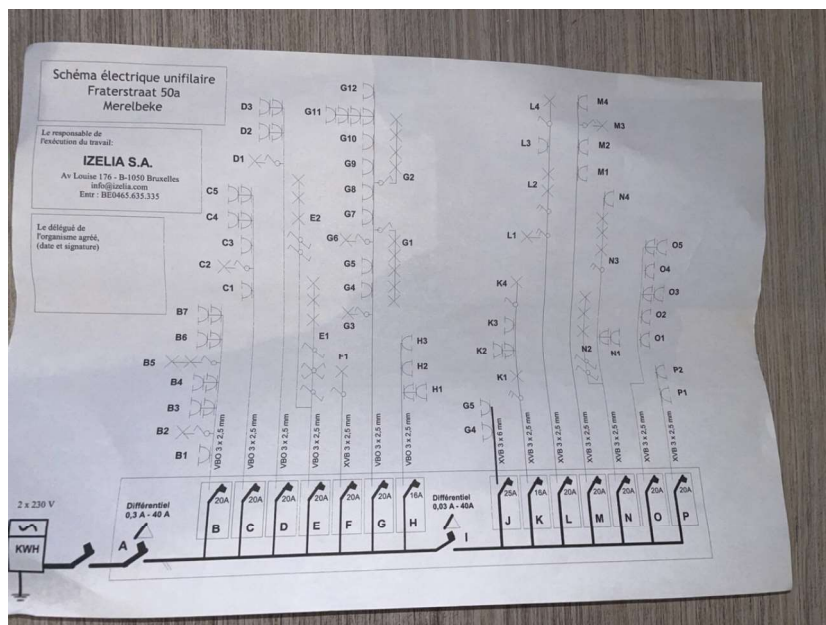 Schéma électrique unifilaire
Fraterstraat 50a
Merelbeke
Le responsable de
l'exécution du travail:
IZELIA S.A.
Av Louise 176 - B-1050 Bruxelles
info@izelia.com
Entr : BE0465.635.335
Le délégué de
l'organisme agréé,
(date et signature)
D3
D2
D1
C5
C4
C3
C2
C1
B7
B6
B5
B4
B3
B2
B1
E2
E1
F1
G12
G11
G10
G9
G8
G7
G6
G5
G4
G3
G2
G1
H3
H2
H1
G5
G4
K4
K3
K2
K1
L4
L3
L2
L1
M4
M3
M2
M1
N4
N3
N2
N1
O5
O4
O3
O2
O1
P2
P1
VBO 3 x 2,5 mm
VBO 3 x 2,5 mm
VBO 3 x 2,5 mm
VBO 3 x 2,5 mm
XVB 3 x 2,5 mm
VBO 3 x 2,5 mm
VBO 3 x 2,5 mm
XVB 3 x 6 mm
XVB 3 x 2,5 mm
XVB 3 x 2,5 mm
XVB 3 x 2,5 mm
XVB 3 x 2,5 mm
XVB 3 x 2,5 mm
XVB 3 x 2,5 mm
2 x 230 V
KWH
Différentiel
0,3 A - 40 A
A
20A
B
20A
C
20A
D
20A
E
20A
F
20A
G
16A
H
Différentiel
0,03 A - 40A
I
25A
J
16A
K
20A
L
20A
M
20A
N
20A
O
20A
P